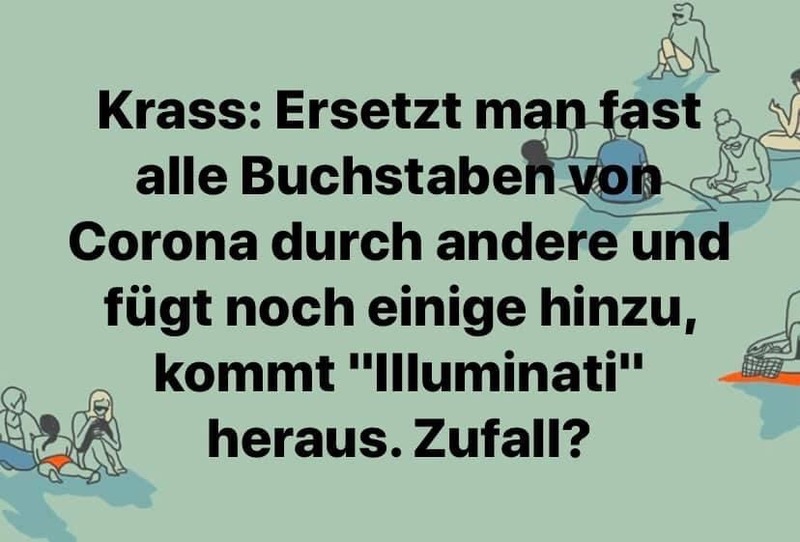 Krass: Ersetzt man fast
alle Buchstaben von
Corona durch andere und
fügt noch einige hinzu,
kommt "Illuminati"
heraus. Zufall?